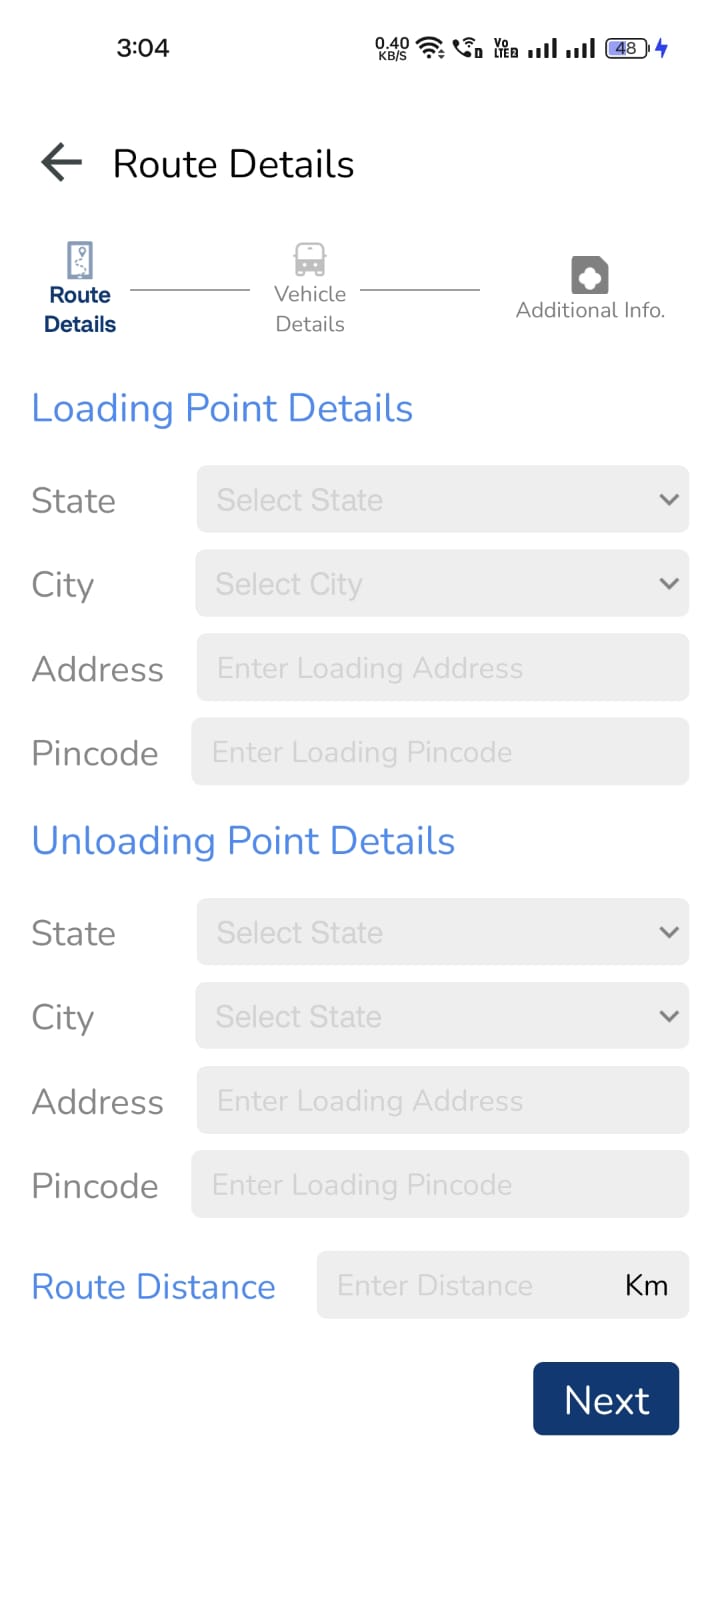 3:04
0.40
KB/S
Vo
LTE2
48
Route Details
Route
Details
Vehicle
Details
Additional Info.
Loading Point Details
State
Select State
City
Select City
Address
Enter Loading Address
Pincode
Enter Loading Pincode
Unloading Point Details
State
Select State
City
Select State
Address
Enter Loading Address
Pincode
Enter Loading Pincode
Route Distance
Enter Distance
Km
Next